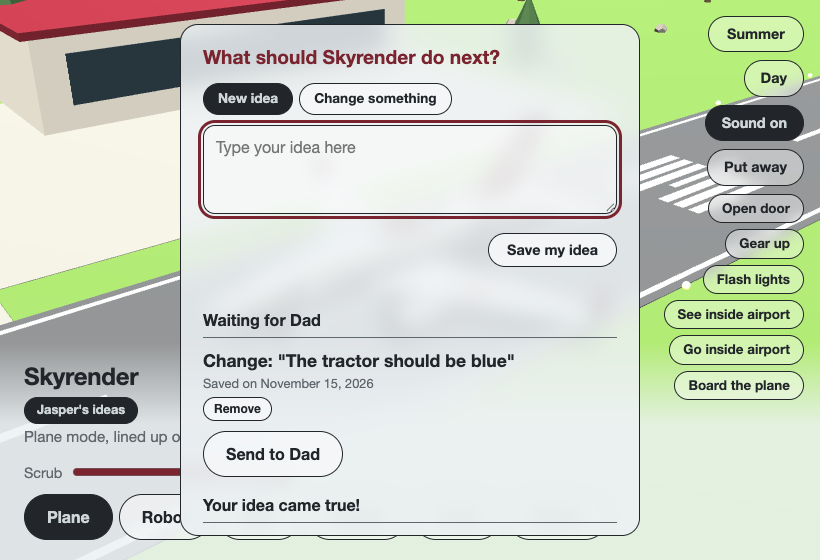 What should Skyrender do next?
New idea
Change something
Type your idea here
Save my idea
Waiting for Dad
Change: "The tractor should be blue"
Saved on November 15, 2026
Remove
Send to Dad
Your idea came true!
Skyrender
Jasper's ideas
Plane mode, lined up
Scrub
Plane
Summer
Day
Sound on
Put away
Open door
Gear up
Flash lights
See inside airport
Go inside airport
Board the plane